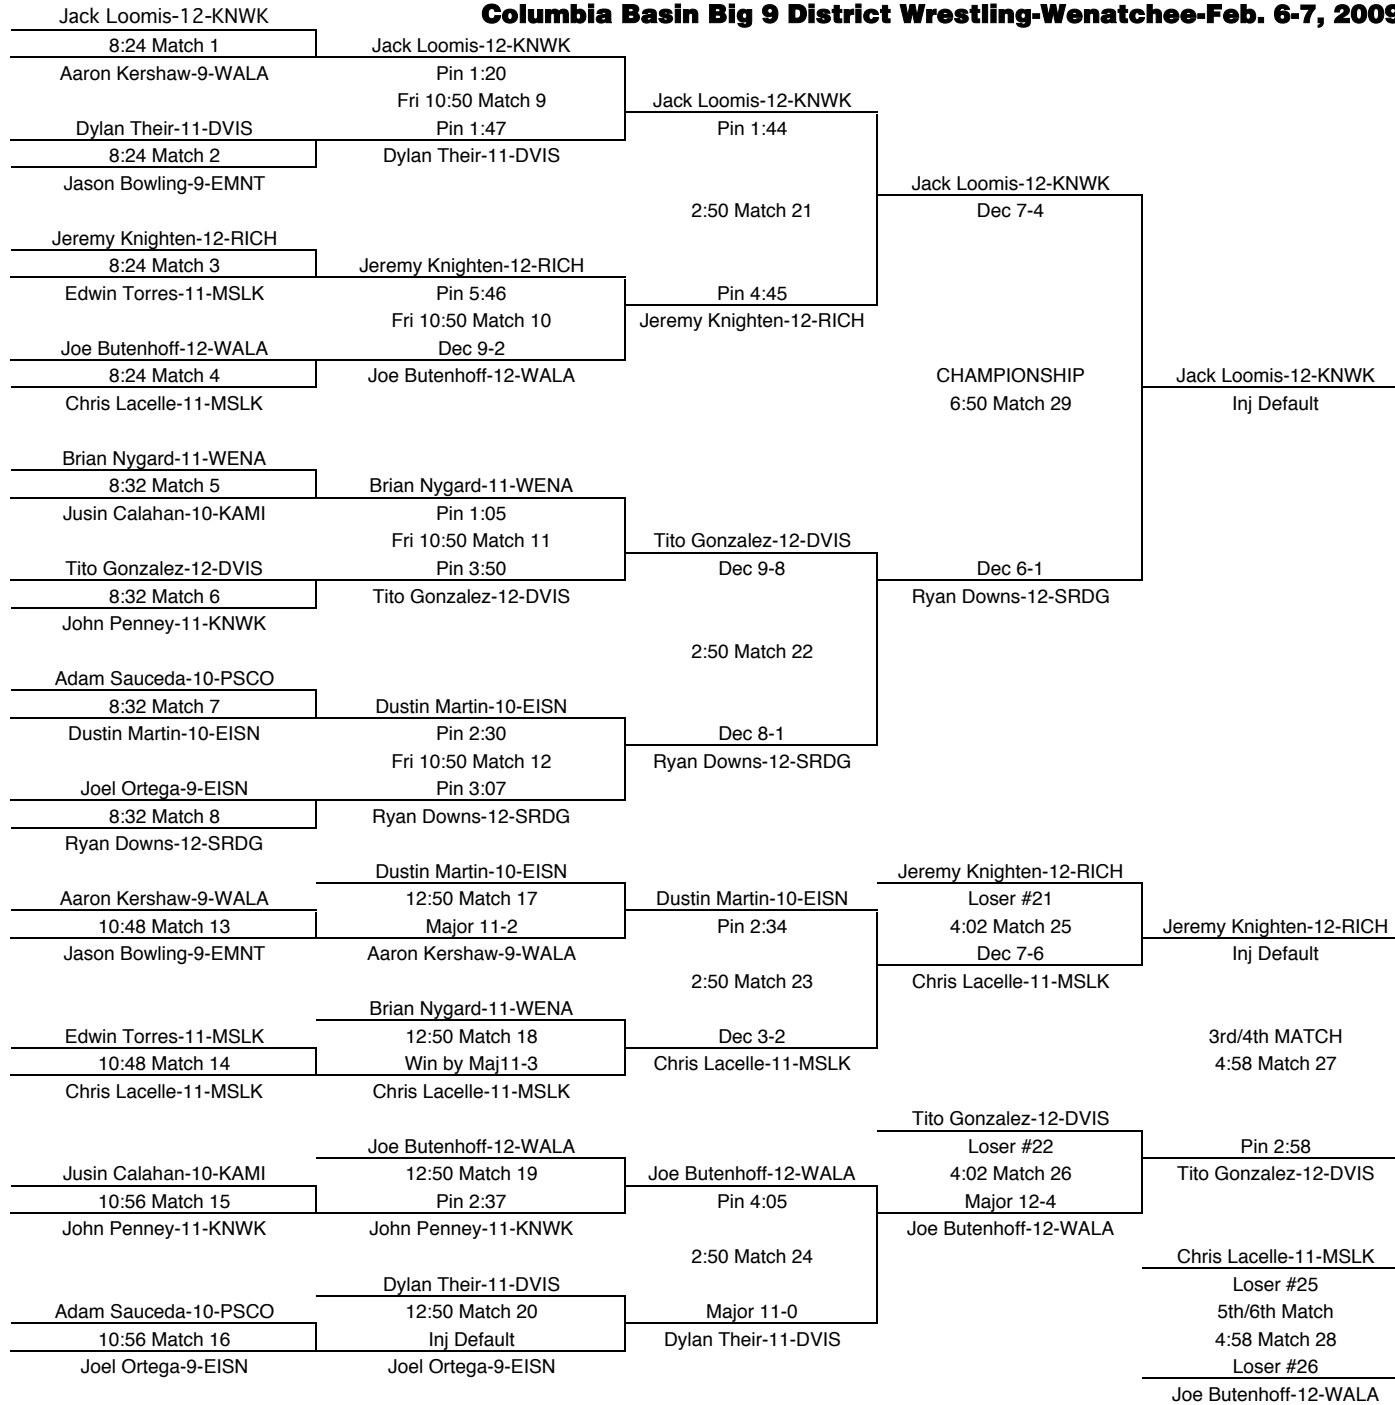 Columbia Basin Big 9 District Wrestling-Wenatchee-Feb. 6-7, 2009
Jack Loomis-12-KNWK
8:24 Match 1
Aaron Kershaw-9-WALA
Dylan Their-11-DVIS
8:24 Match 2
Jason Bowling-9-EMNT
Jeremy Knighten-12-RICH
8:24 Match 3
Edwin Torres-11-MSLK
Joe Butenhoff-12-WALA
8:24 Match 4
Chris Lacelle-11-MSLK
Brian Nygard-11-WENA
8:32 Match 5
Jusin Calahan-10-KAMI
Tito Gonzalez-12-DVIS
8:32 Match 6
John Penney-11-KNWK
Adam Sauceda-10-PSCO
8:32 Match 7
Dustin Martin-10-EISN
Joel Ortega-9-EISN
8:32 Match 8
Ryan Downs-12-SRDG
Jack Loomis-12-KNWK
Pin 1:20
Fri 10:50 Match 9
Pin 1:47
Dylan Their-11-DVIS
Jeremy Knighten-12-RICH
Pin 5:46
Fri 10:50 Match 10
Dec 9-2
Joe Butenhoff-12-WALA
Brian Nygard-11-WENA
Pin 1:05
Fri 10:50 Match 11
Pin 3:50
Tito Gonzalez-12-DVIS
Dustin Martin-10-EISN
Pin 2:30
Fri 10:50 Match 12
Pin 3:07
Ryan Downs-12-SRDG
Jack Loomis-12-KNWK
Pin 1:44
2:50 Match 21
Pin 4:45
Jeremy Knighten-12-RICH
Tito Gonzalez-12-DVIS
Dec 9-8
2:50 Match 22
Dec 8-1
Ryan Downs-12-SRDG
Jack Loomis-12-KNWK
Dec 7-4
CHAMPIONSHIP
6:50 Match 29
Dec 6-1
Ryan Downs-12-SRDG
Jack Loomis-12-KNWK
Inj Default
Aaron Kershaw-9-WALA
10:48 Match 13
Jason Bowling-9-EMNT
Edwin Torres-11-MSLK
10:48 Match 14
Chris Lacelle-11-MSLK
Jusin Calahan-10-KAMI
10:56 Match 15
John Penney-11-KNWK
Adam Sauceda-10-PSCO
10:56 Match 16
Joel Ortega-9-EISN
Dustin Martin-10-EISN
12:50 Match 17
Major 11-2
Aaron Kershaw-9-WALA
Brian Nygard-11-WENA
12:50 Match 18
Win by Maj11-3
Chris Lacelle-11-MSLK
Joe Butenhoff-12-WALA
12:50 Match 19
Pin 2:37
John Penney-11-KNWK
Dylan Their-11-DVIS
12:50 Match 20
Inj Default
Joel Ortega-9-EISN
Dustin Martin-10-EISN
Pin 2:34
2:50 Match 23
Dec 3-2
Chris Lacelle-11-MSLK
Joe Butenhoff-12-WALA
Pin 4:05
2:50 Match 24
Major 11-0
Dylan Their-11-DVIS
Jeremy Knighten-12-RICH
Loser #21
4:02 Match 25
Dec 7-6
Chris Lacelle-11-MSLK
Tito Gonzalez-12-DVIS
Loser #22
4:02 Match 26
Major 12-4
Joe Butenhoff-12-WALA
Jeremy Knighten-12-RICH
Inj Default
3rd/4th MATCH
4:58 Match 27
Pin 2:58
Tito Gonzalez-12-DVIS
Chris Lacelle-11-MSLK
Loser #25
5th/6th Match
4:58 Match 28
Loser #26
Joe Butenhoff-12-WALA